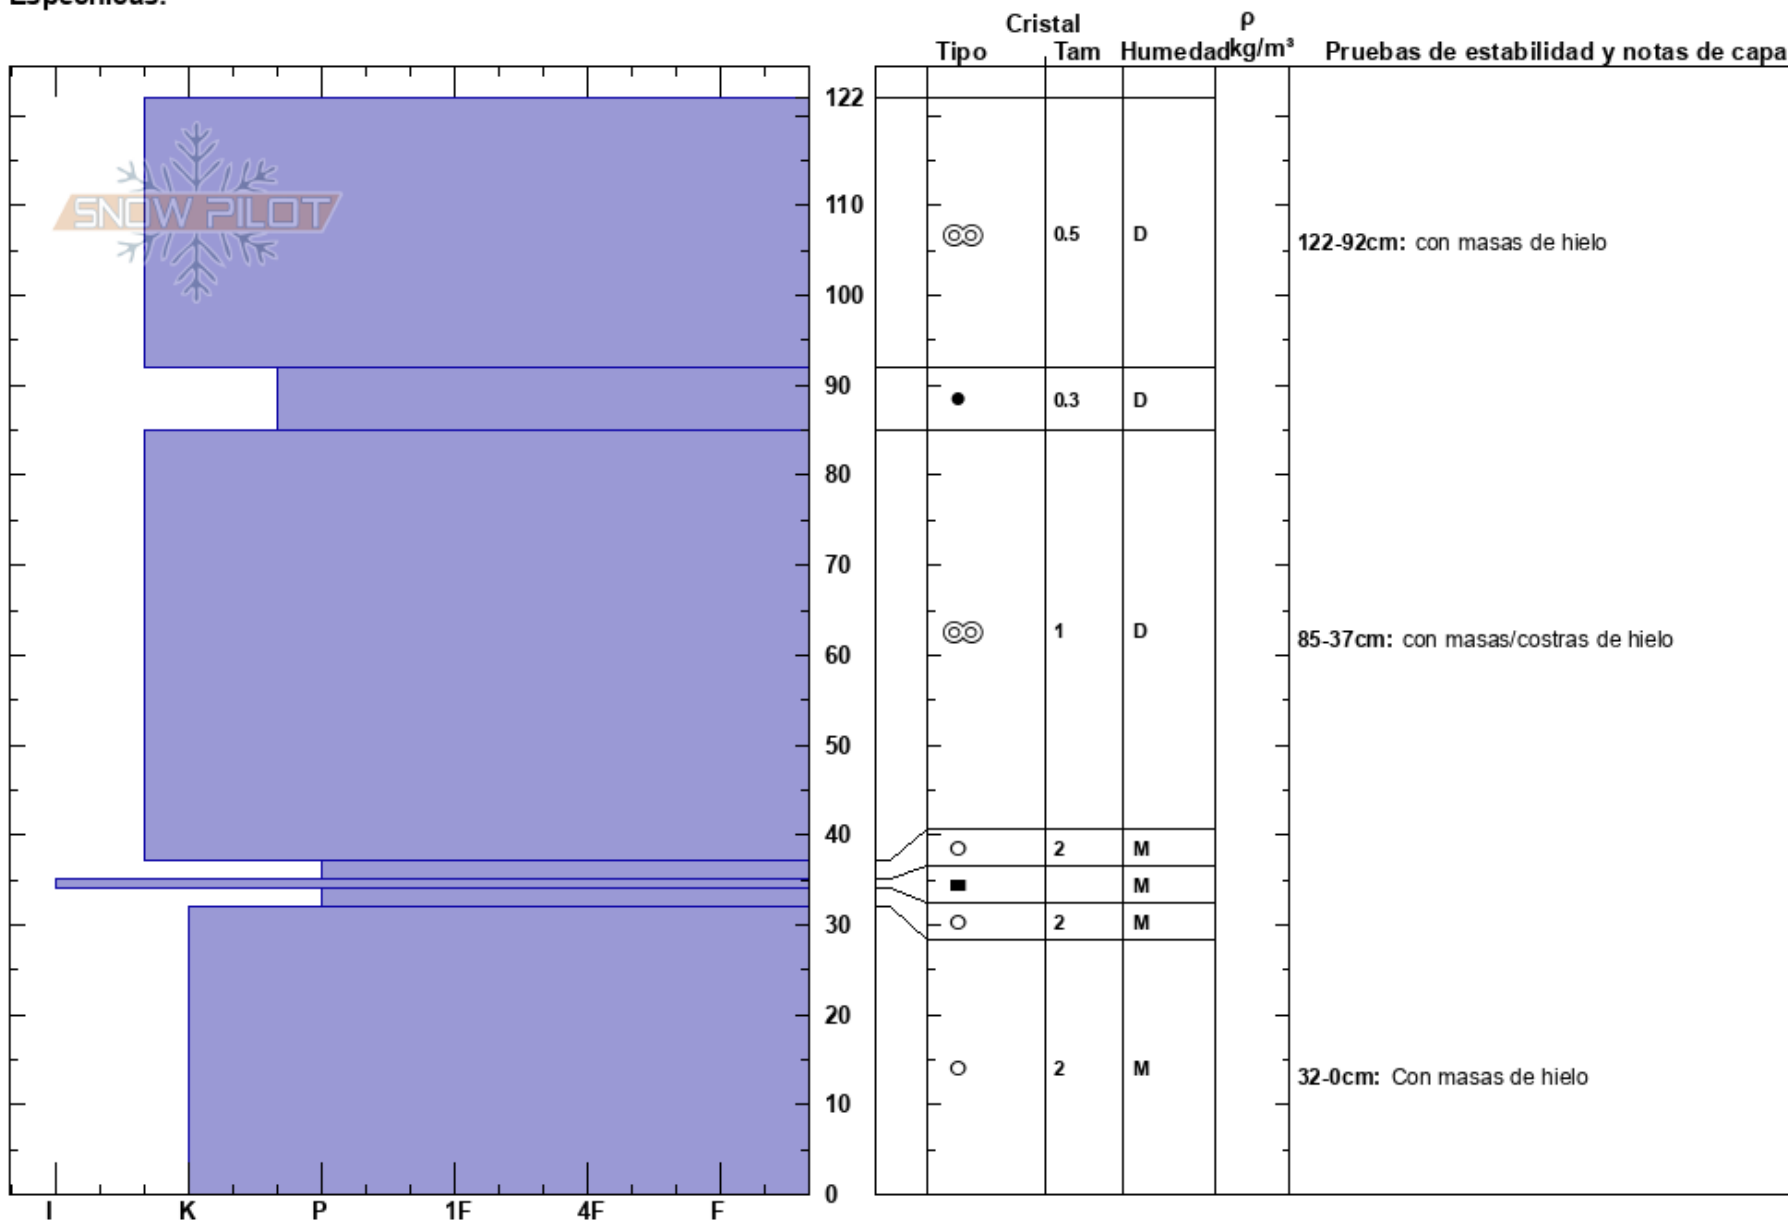 Específicas:
Cristal ρ
Tipo Tam Humedad kg/m³ Pruebas de estabilidad y notas de capa
122
SNOW PILOT
110
0.5 D
122-92cm: con masas de hielo
100
90
0.3 D
80
70
1 D
85-37cm: con masas/costras de hielo
60
50
40
2 M
M
30
2 M
20
2 M
32-0cm: Con masas de hielo
10
0
I K P 1F 4F F